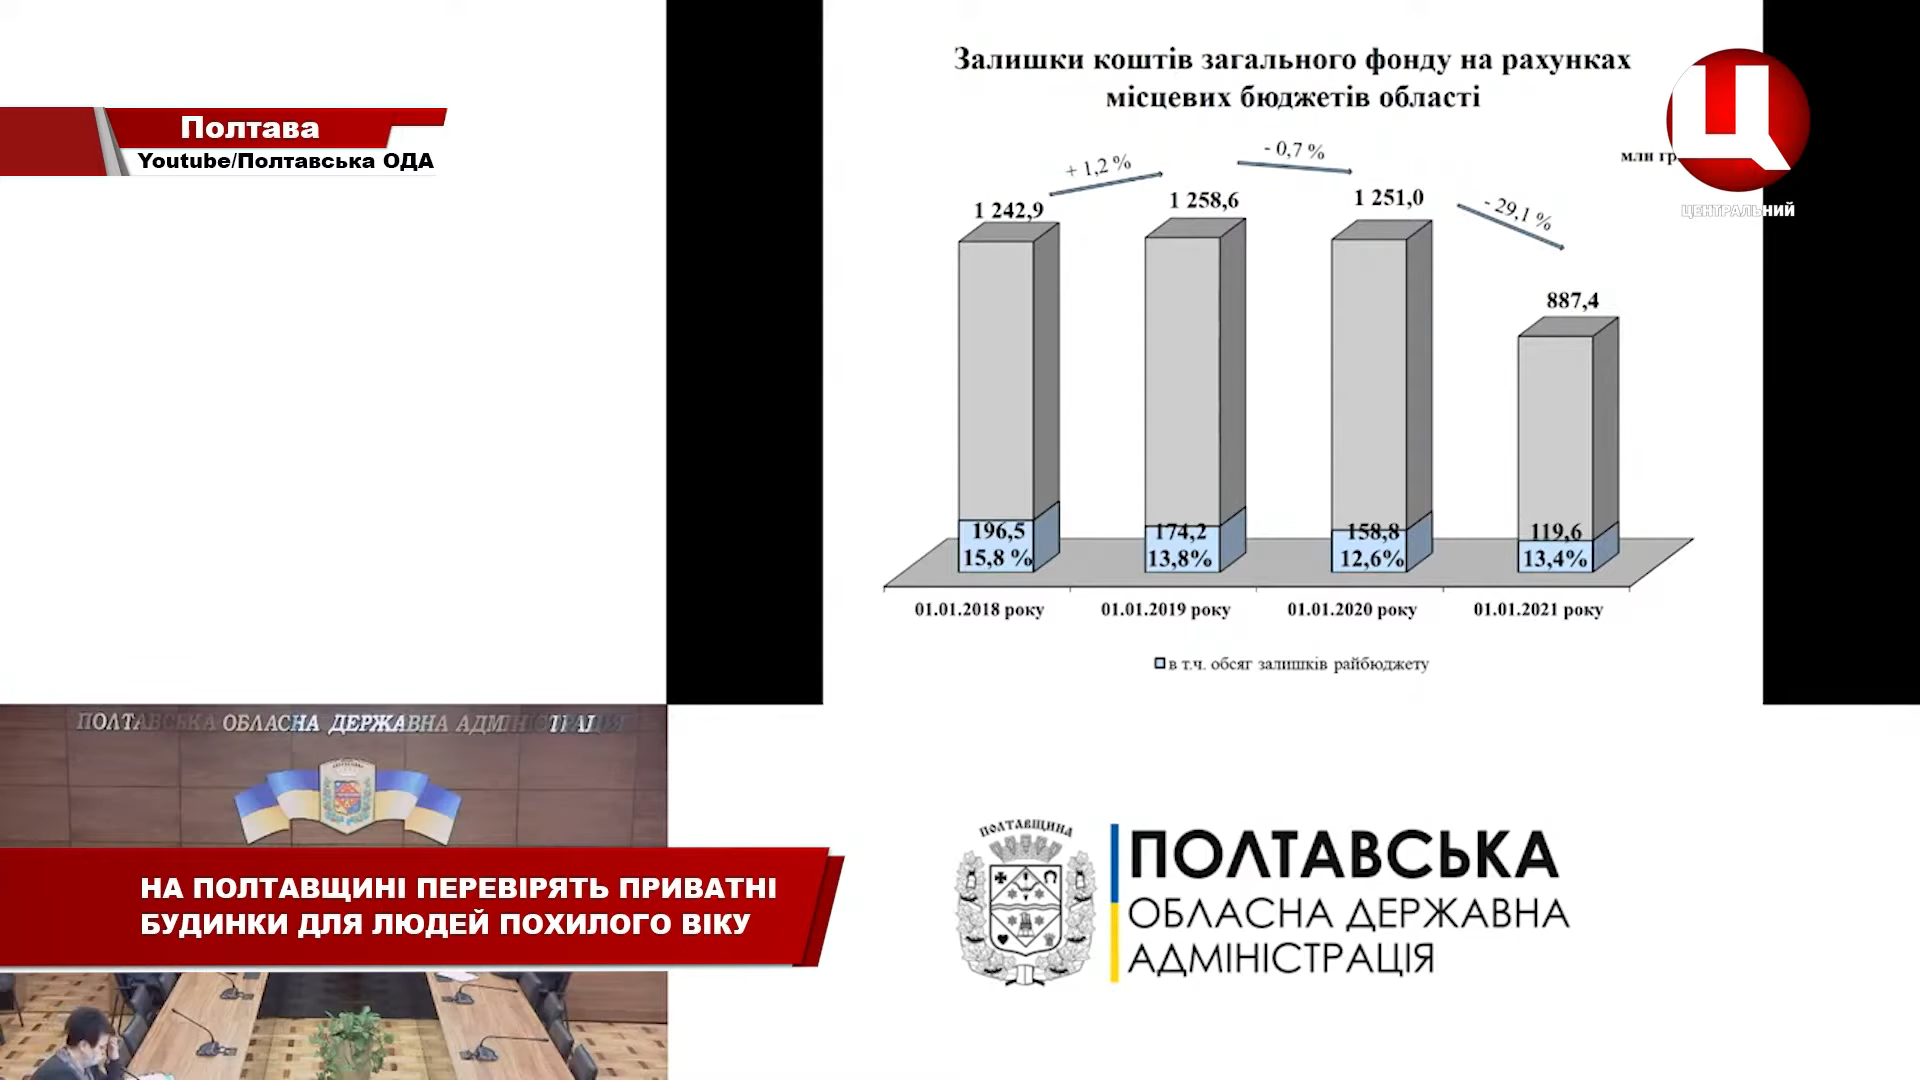 Полтава
Youtube/Полтавська ОДА
Залишки коштів загального фонду на рахунках
місцевих бюджетів області
млн гр
Ц
ЦЕНТРАЛЬНИЙ
+ 1,2 %
- 0,7 %
- 29,1 %
1 242,9
1 258,6
1 251,0
887,4
196,5
15,8 %
174,2
13,8%
158,8
12,6%
119,6
13,4%
01.01.2018 року
01.01.2019 року
01.01.2020 року
01.01.2021 року
в т.ч. обсяг залишків райбюджету
ПОЛТАВСЬКА ОБЛАСНА ДЕРЖАВНА АДМІНІСТРАЦІЯ
НА ПОЛТАВЩИНІ ПЕРЕВІРЯТЬ ПРИВАТНІ
БУДИНКИ ДЛЯ ЛЮДЕЙ ПОХИЛОГО ВІКУ
ПОЛТАВЩИНА
ПОЛТАВСЬКА
ОБЛАСНА ДЕРЖАВНА
АДМІНІСТРАЦІЯ